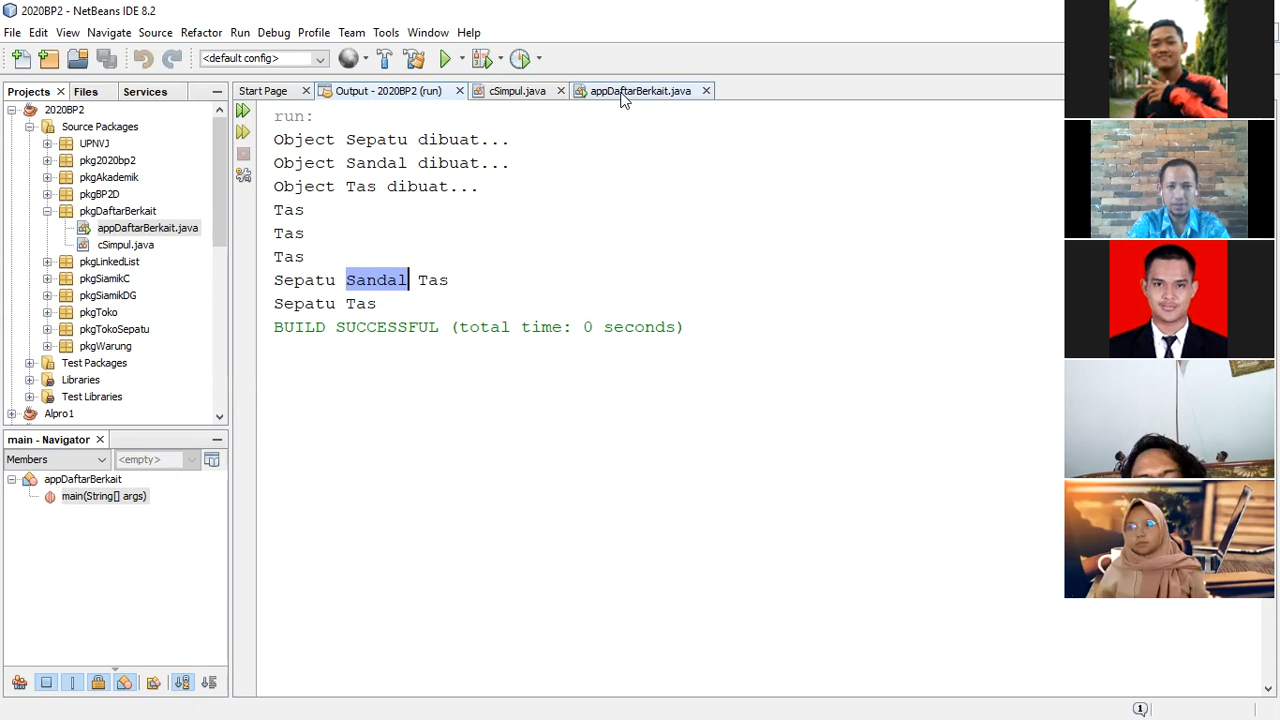 2020BP2 - NetBeans IDE 8.2
File Edit View Navigate Source Refactor Run Debug Profile Team Tools Window Help
<default config>
Projects Files Services
Start Page Output - 2020BP2 (run) cSimpul.java appDaftarBerkait.java
2020BP2
Source Packages
UPNVJ
pkg2020bp2
pkgAkademik
pkgBP2D
pkgDaftarBerkait
appDaftarBerkait.java
cSimpul.java
pkgLinkedList
pkgSiamikC
pkgSiamikDG
pkgToko
pkgTokoSepatu
pkgWarung
Test Packages
Libraries
Test Libraries
Alpro1
run:
Object Sepatu dibuat...
Object Sandal dibuat...
Object Tas dibuat...
Tas
Tas
Tas
Sepatu Sandal Tas
Sepatu Tas
BUILD SUCCESSFUL (total time: 0 seconds)
main - Navigator
Members <empty>
appDaftarBerkait
main(String[] args)
1